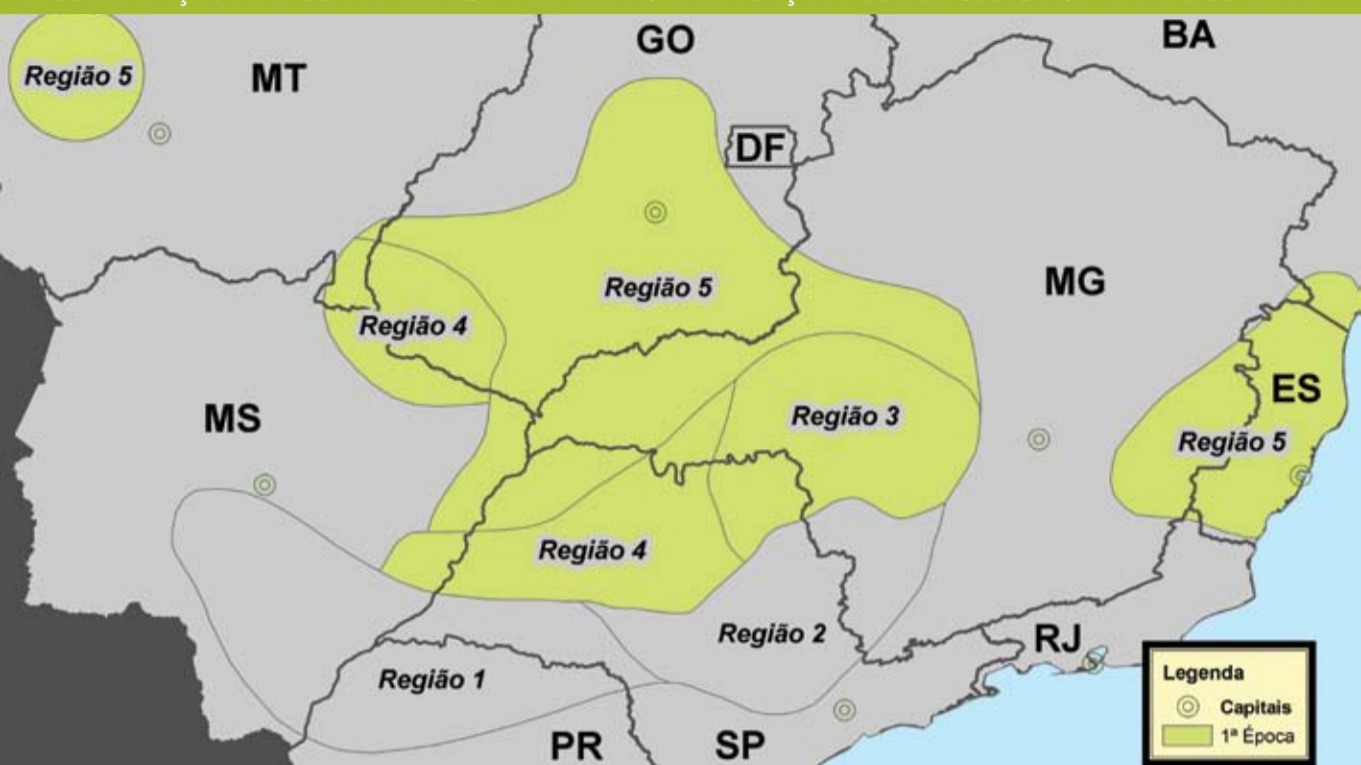 GO
BA
Região 5
MT
DF
Região 5
MG
Região 4
ES
Região 3
MS
Região 5
Região 4
Região 2
RJ
Região 1
PR
SP
Legenda
Capitais
1ª Época